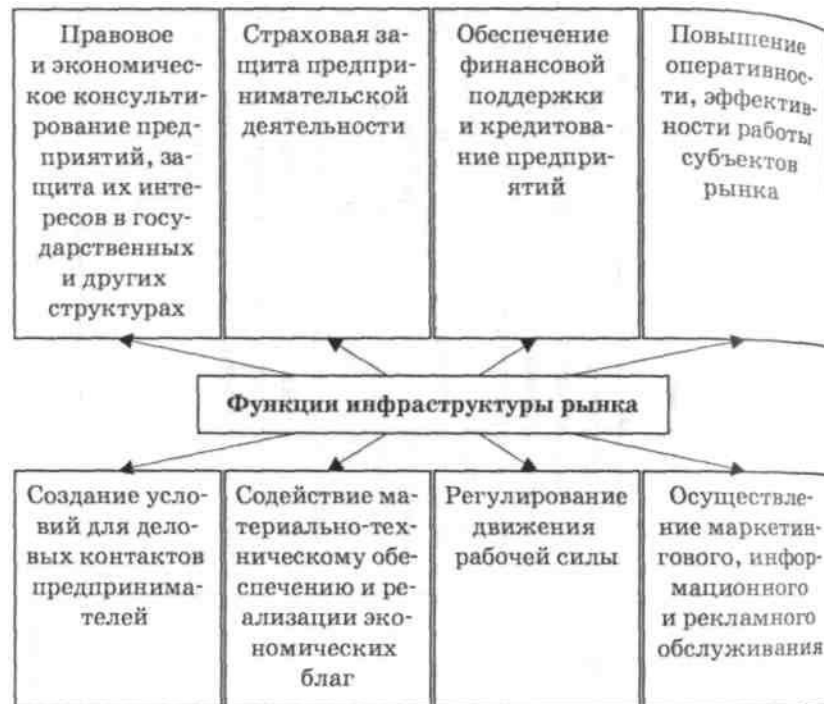 Правовое
и экономичес-
кое консульти-
рование пред-
приятий, за-
щита их инте-
ресов в госу-
дарственных
и других
структурах
Страховая за-
щита предпри-
нимательской
деятельности
Обеспечение
финансовой
поддержки
и кредитова-
ние предпри-
ятий
Повышение
оперативнос-
ти, эффектив-
ности работы
субъектов
рынка
Функции инфраструктуры рынка
Создание усло-
вий для дело-
вых контактов
предпринима-
телей
Содействие ма-
териально-тех-
ническому обе-
спечению и ре-
ализации эко-
номических
благ
Регулирование
движения
рабочей силы
Осуществле-
ние маркетин-
гового, инфор-
мационного
и рекламного
обслуживания